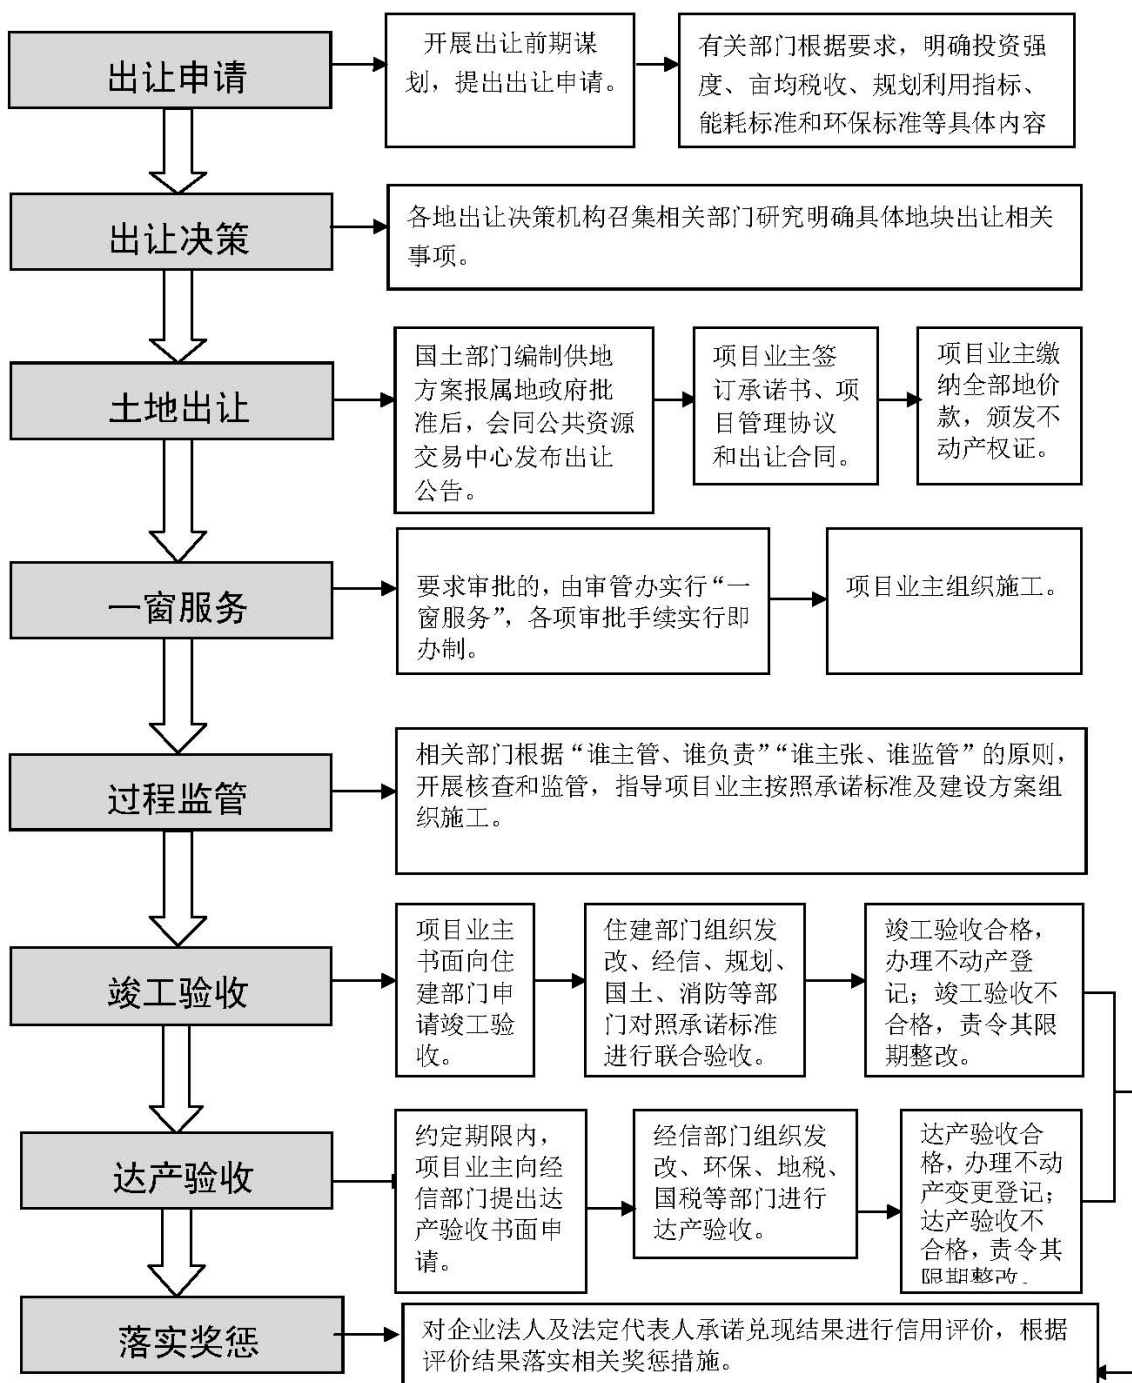 出让申请
开展出让前期谋
划，提出出让申请。
有关部门根据要求，明确投资强
度、亩均税收、规划利用指标、
能耗标准和环保标准等具体内容
出让决策
各地出让决策机构召集相关部门研究明确具体地块出让相关
事项。
土地出让
国土部门编制供地
方案报属地政府批
准后，会同公共资源
交易中心发布出让
公告。
项目业主签
订承诺书、项
目管理协议
和出让合同。
项目业主缴
纳全部地价
款，颁发不
动产权证。
一窗服务
要求审批的，由审管办实行“一
窗服务”，各项审批手续实行即
办制。
项目业主组织施工。
过程监管
相关部门根据“谁主管、谁负责”“谁主张、谁监管”的原则，
开展核查和监管，指导项目业主按照承诺标准及建设方案组
织施工。
竣工验收
项目业主
书面向住
建部门申
请竣工验
收。
住建部门组织发
改、经信、规划、
国土、消防等部
门对照承诺标准
进行联合验收。
竣工验收合格，
办理不动产登
记；竣工验收不
合格，责令其限
期整改。
达产验收
约定期限内，
项目业主向经
信部门提出达
产验收书面申
请。
经信部门组织发
改、环保、地税、
国税等部门进行
达产验收。
达产验收合
格，办理不动
产变更登记；
达产验收不
合格，责令其
限期整改。
落实奖惩
对企业法人及法定代表人承诺兑现结果进行信用评价，根据
评价结果落实相关奖惩措施。